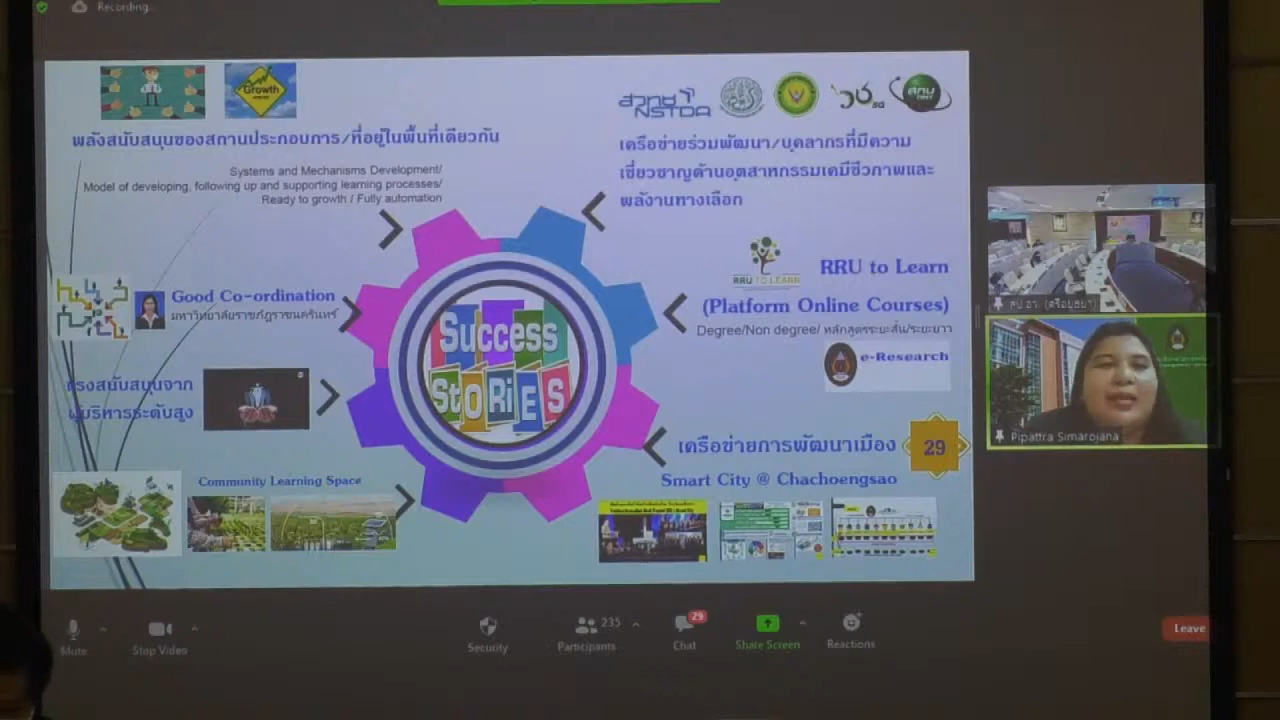 Recording...
Growth
พลังสนับสนุนของสถานประกอบการ/ที่อยู่ในพื้นที่เดียวกัน
Systems and Mechanisms Development/
Model of developing, following up and supporting learning processes/
Ready to growth / Fully automation
Good Co-ordination
มหาวิทยาลัยราชภัฏราชนครินทร์
แรงสนับสนุนจาก
ผู้บริหารระดับสูง
Community Learning Space
Success
StORiES
สวทช
NSTDA
เครือข่ายร่วมพัฒนา/บุคลากรที่มีความ
เชี่ยวชาญด้านอุตสาหกรรมเคมีชีวภาพและ
พลังานทางเลือก
RRU TO LEARN
RRU to Learn
(Platform Online Courses)
Degree/Non degree/ หลักสูตรระยะสั้น/ระยะยาว
e-Research
เครือข่ายการพัฒนาเมือง
29
Smart City @ Chachoengsao
Pipattra Simarojana
Mute
Stop Video
Security
235
Participants
29
Chat
Share Screen
Reactions
Leave